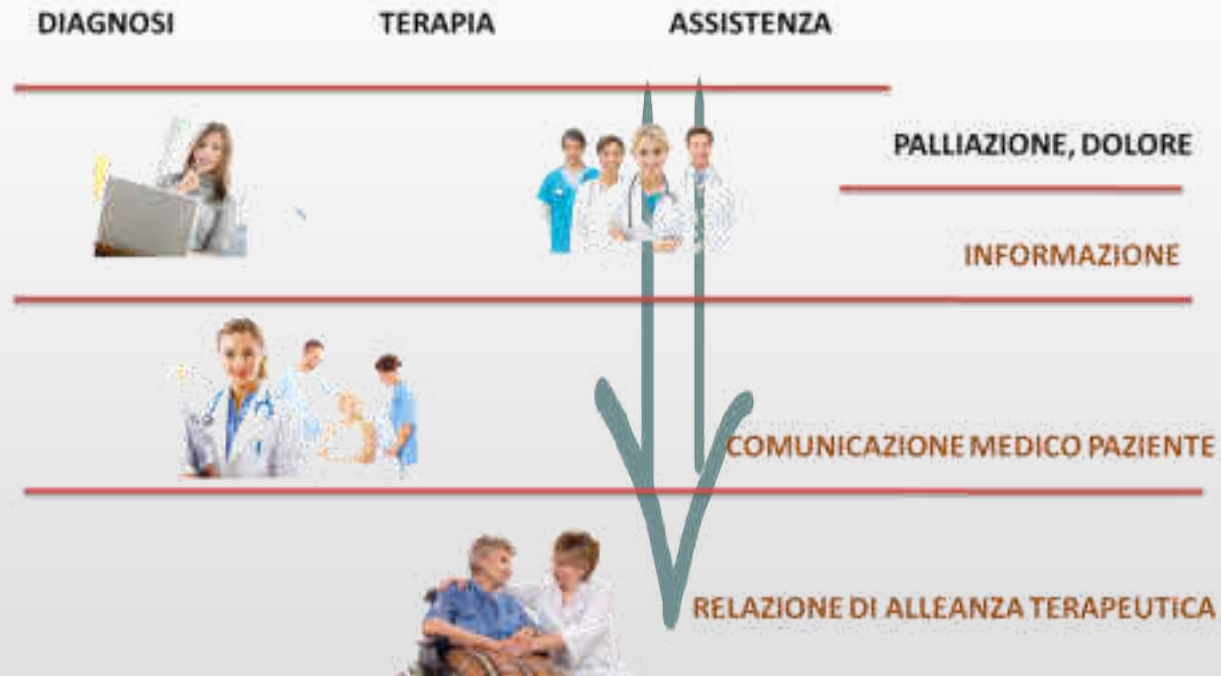 DIAGNOSI TERAPIA ASSISTENZA
PALLIAZIONE, DOLORE
INFORMAZIONE
COMUNICAZIONE MEDICO PAZIENTE
RELAZIONE DI ALLEANZA TERAPEUTICA